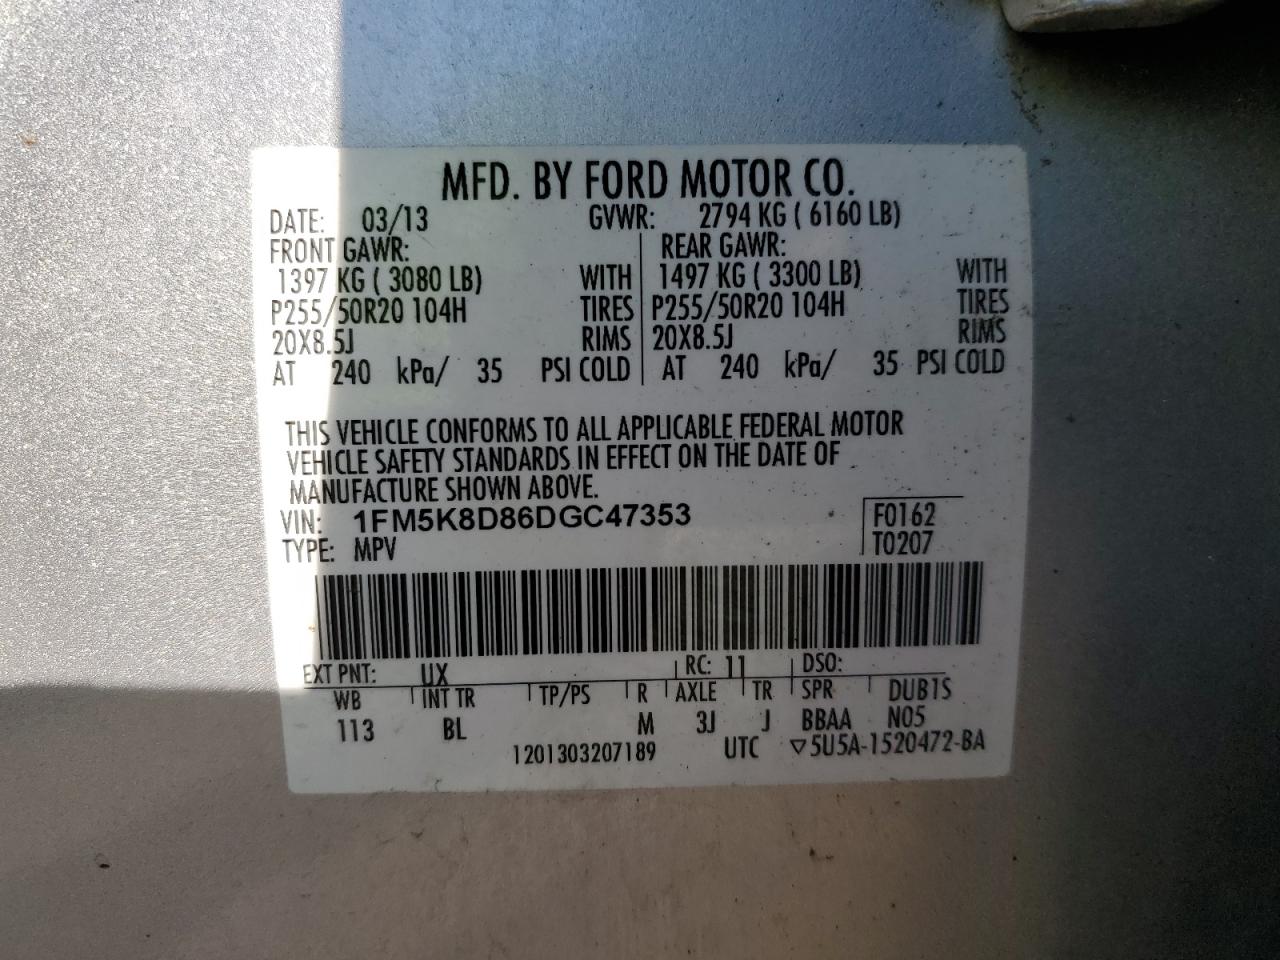 MFD. BY FORD MOTOR CO.
DATE: 03/13 GVWR: 2794 KG ( 6160 LB)
FRONT GAWR: REAR GAWR:
1397 KG ( 3080 LB) WITH 1497 KG ( 3300 LB) WITH
P255/50R20 104H TIRES P255/50R20 104H TIRES
20X8.5J RIMS 20X8.5J RIMS
AT 240 kPa/ 35 PSI COLD AT 240 kPa/ 35 PSI COLD
THIS VEHICLE CONFORMS TO ALL APPLICABLE FEDERAL MOTOR
VEHICLE SAFETY STANDARDS IN EFFECT ON THE DATE OF
MANUFACTURE SHOWN ABOVE.
VIN: 1FM5K8D86DGC47353 F0162
TYPE: MPV T0207
EXT PNT: UX RC: 11 DSO:
WB INT TR TP/PS R AXLE TR SPR DUB1S
113 BL M 3J J BBAA N05
1201303207189 UTC ▽5U5A-1520472-BA